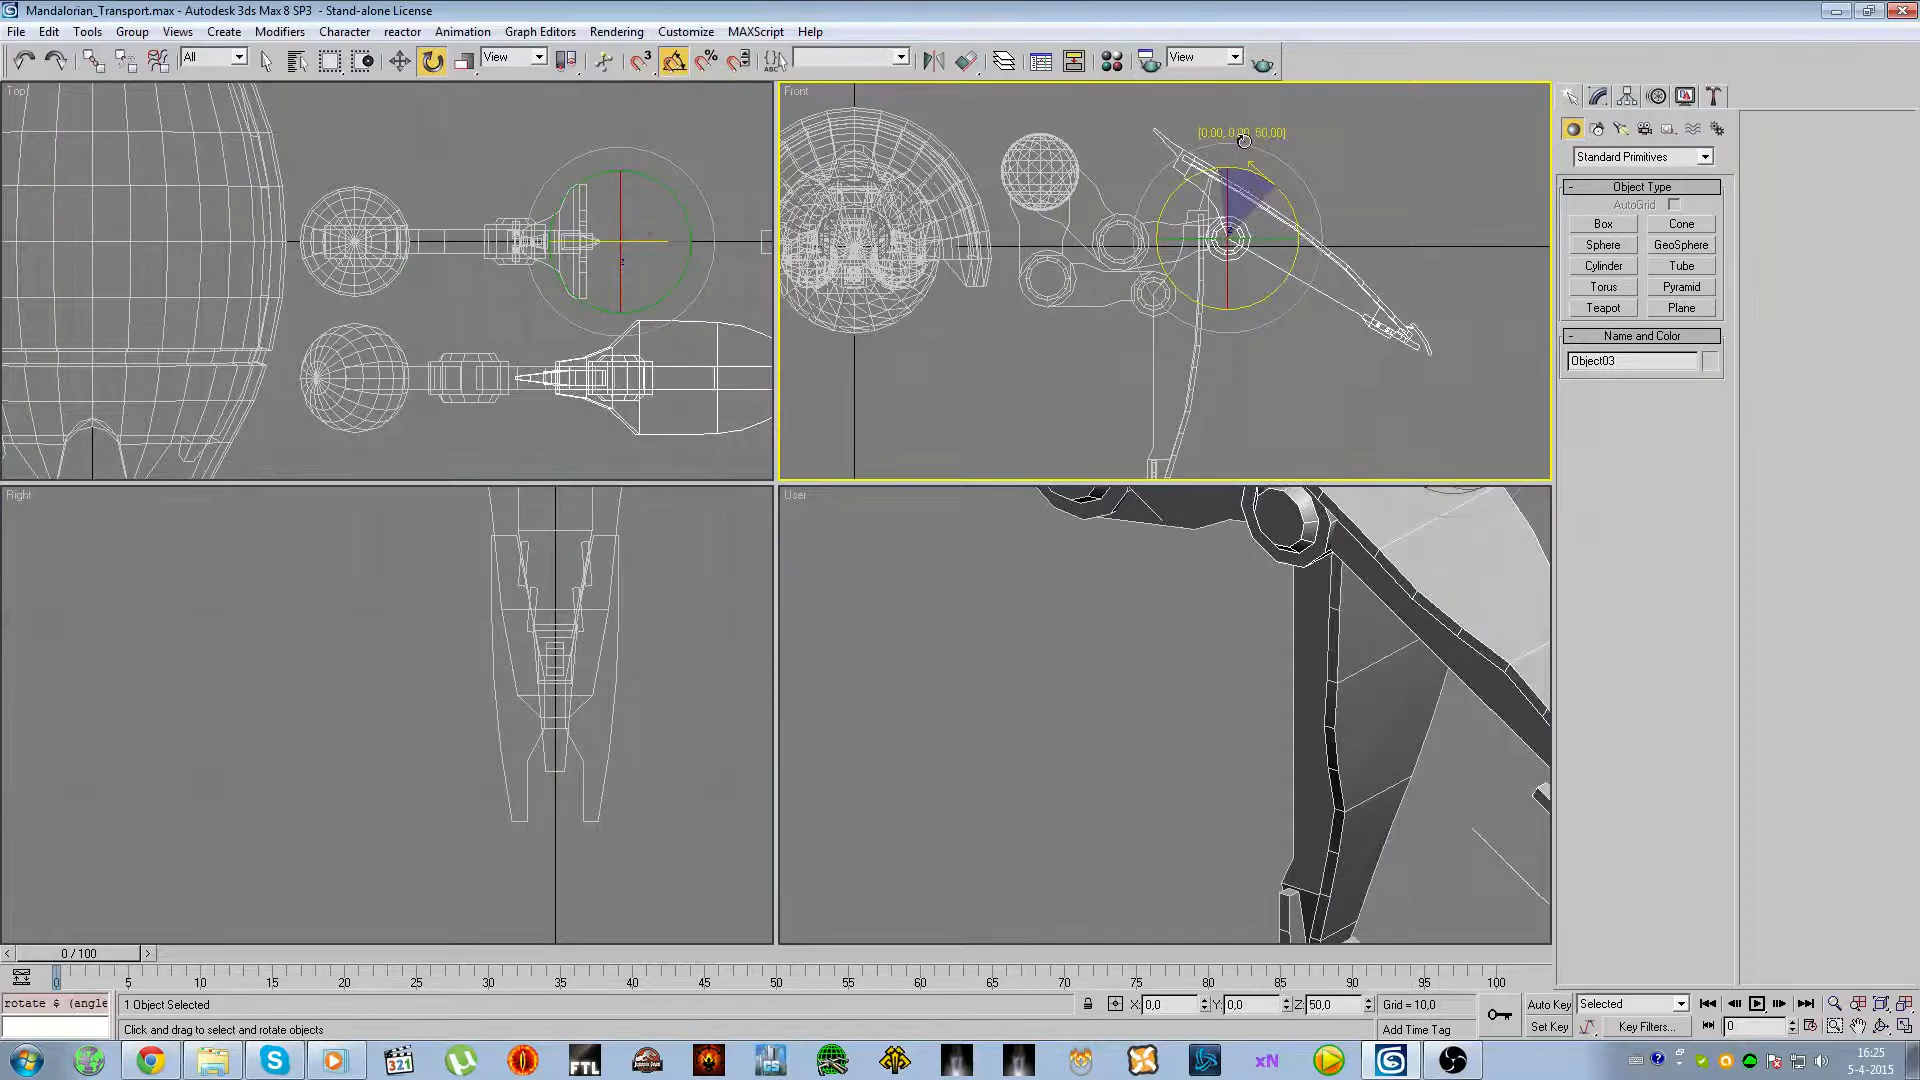 Mandalorian_Transport.max - Autodesk 3ds Max 8 SP3 - Stand-alone License
File Edit Tools Group Views Create Modifiers Character reactor Animation Graph Editors Rendering Customize MAXScript Help
All View View
Top Front
[0.00, 0.00, 50,00]
Standard Primitives
- Object Type
AutoGrid
Box Cone
Sphere GeoSphere
Cylinder Tube
Torus Pyramid
Teapot Plane
- Name and Color
Object03
Right User
0 / 100
0 5 10 15 20 25 30 35 40 45 50 55 60 65 70 75 80 85 90 95 100
rotate $ (angle 1 Object Selected X: 0,0 Y: 0,0 Z: 50,0 Grid = 10,0 Auto Key Selected
Click and drag to select and rotate objects Add Time Tag Set Key Key Filters... 0
FTL 321 GS xN
16:25
5-4-2015